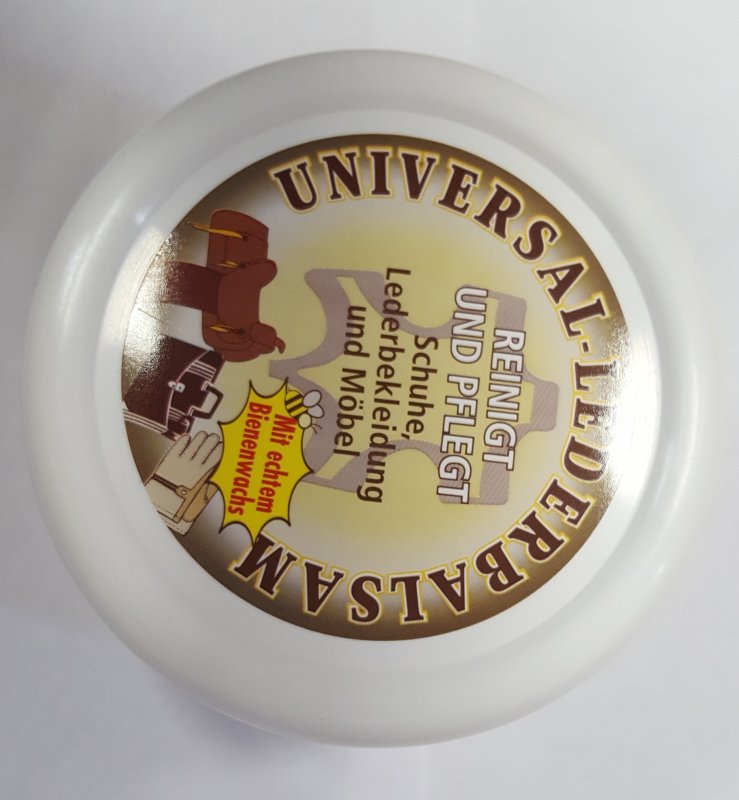 UNIVERSAL-LEDERBALSAM
REINIGT
UND PFLEGT
Schuhe,
Lederbekleidung
und Möbel
Mit echtem
Bienenwachs